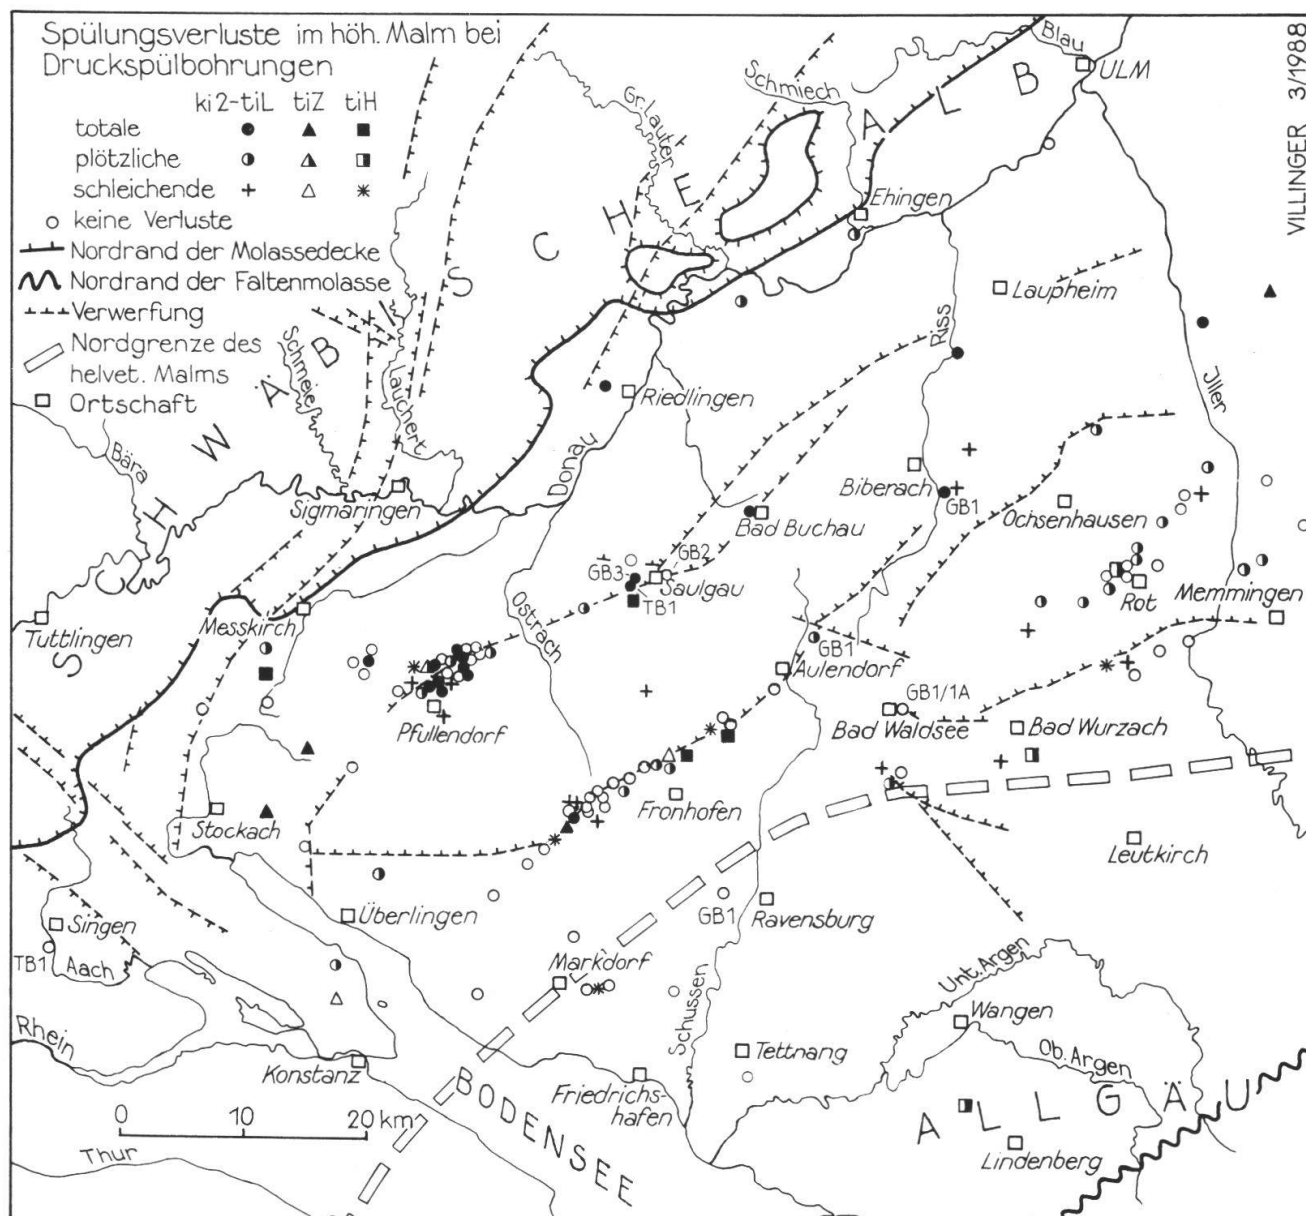 Spülungsverluste im höh. Malm bei
Druckspülbohrungen
ki2-tiL tiZ tiH
totale
plötzliche
schleichende
keine Verluste
Nordrand der Molassedecke
Nordrand der Faltenmolasse
Verwerfung
Nordgrenze des
helvet. Malms
Ortschaft
VILLINGER 3/1988
SCHWÄBISCHE ALB
Blau
ULM
Schmiech
Gr. Lauter
Ehingen
Laupheim
Riss
Iller
Schmeie
Lauchert
Bära
Riedlingen
Donau
Sigmaringen
Biberach
GB1
Ochsenhausen
Bad Buchau
GB2
GB3
Saulgau
TB1
Rot
Memmingen
Tuttlingen
Messkirch
Ostrach
GB1
Aulendorf
GB1/1A
Bad Waldsee
Bad Wurzach
Pfullendorf
Stockach
Fronhofen
Leutkirch
Überlingen
GB1
Ravensburg
Singen
TB1
Aach
Markdorf
Schussen
Unt. Argen
Wangen
Ob. Argen
Rhein
Konstanz
Tettnang
BODENSEE
Friedrichs-
hafen
ALLGÄU
Lindenberg
0 10 20 km
Thur